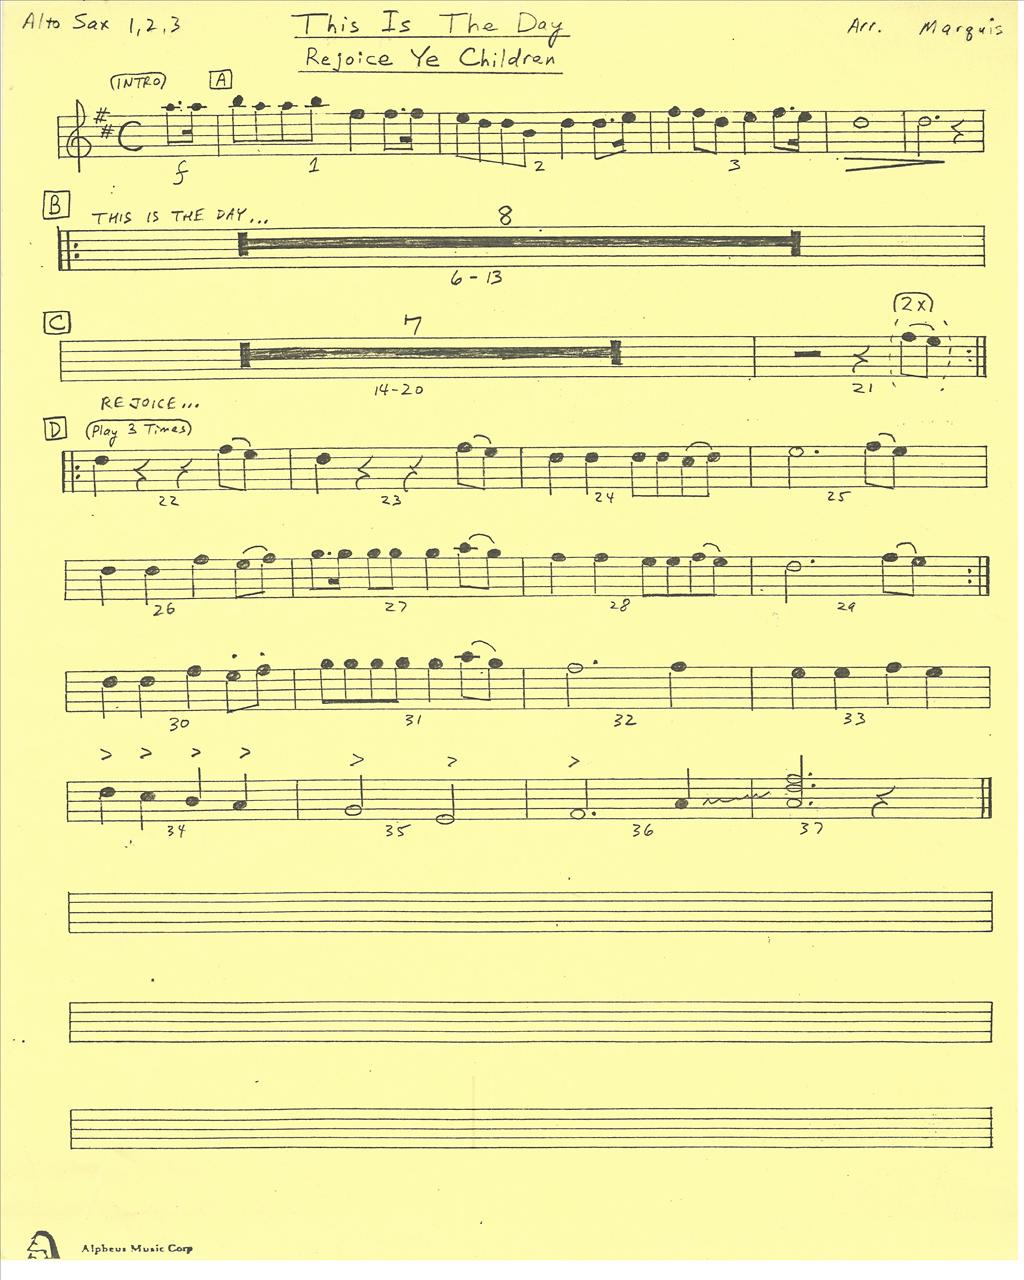 Alto Sax 1,2,3 This Is The Day Arr. Marquis
Rejoice Ye Children
(INTRO) A
f 1 2 3
B THIS IS THE DAY... 8
6-13
C 7 (2x)
14-20 21
REJOICE...
D (Play 3 Times)
22 23 24 25
26 27 28 29
30 31 32 33
34 35 36 37
Alpheus Music Corp